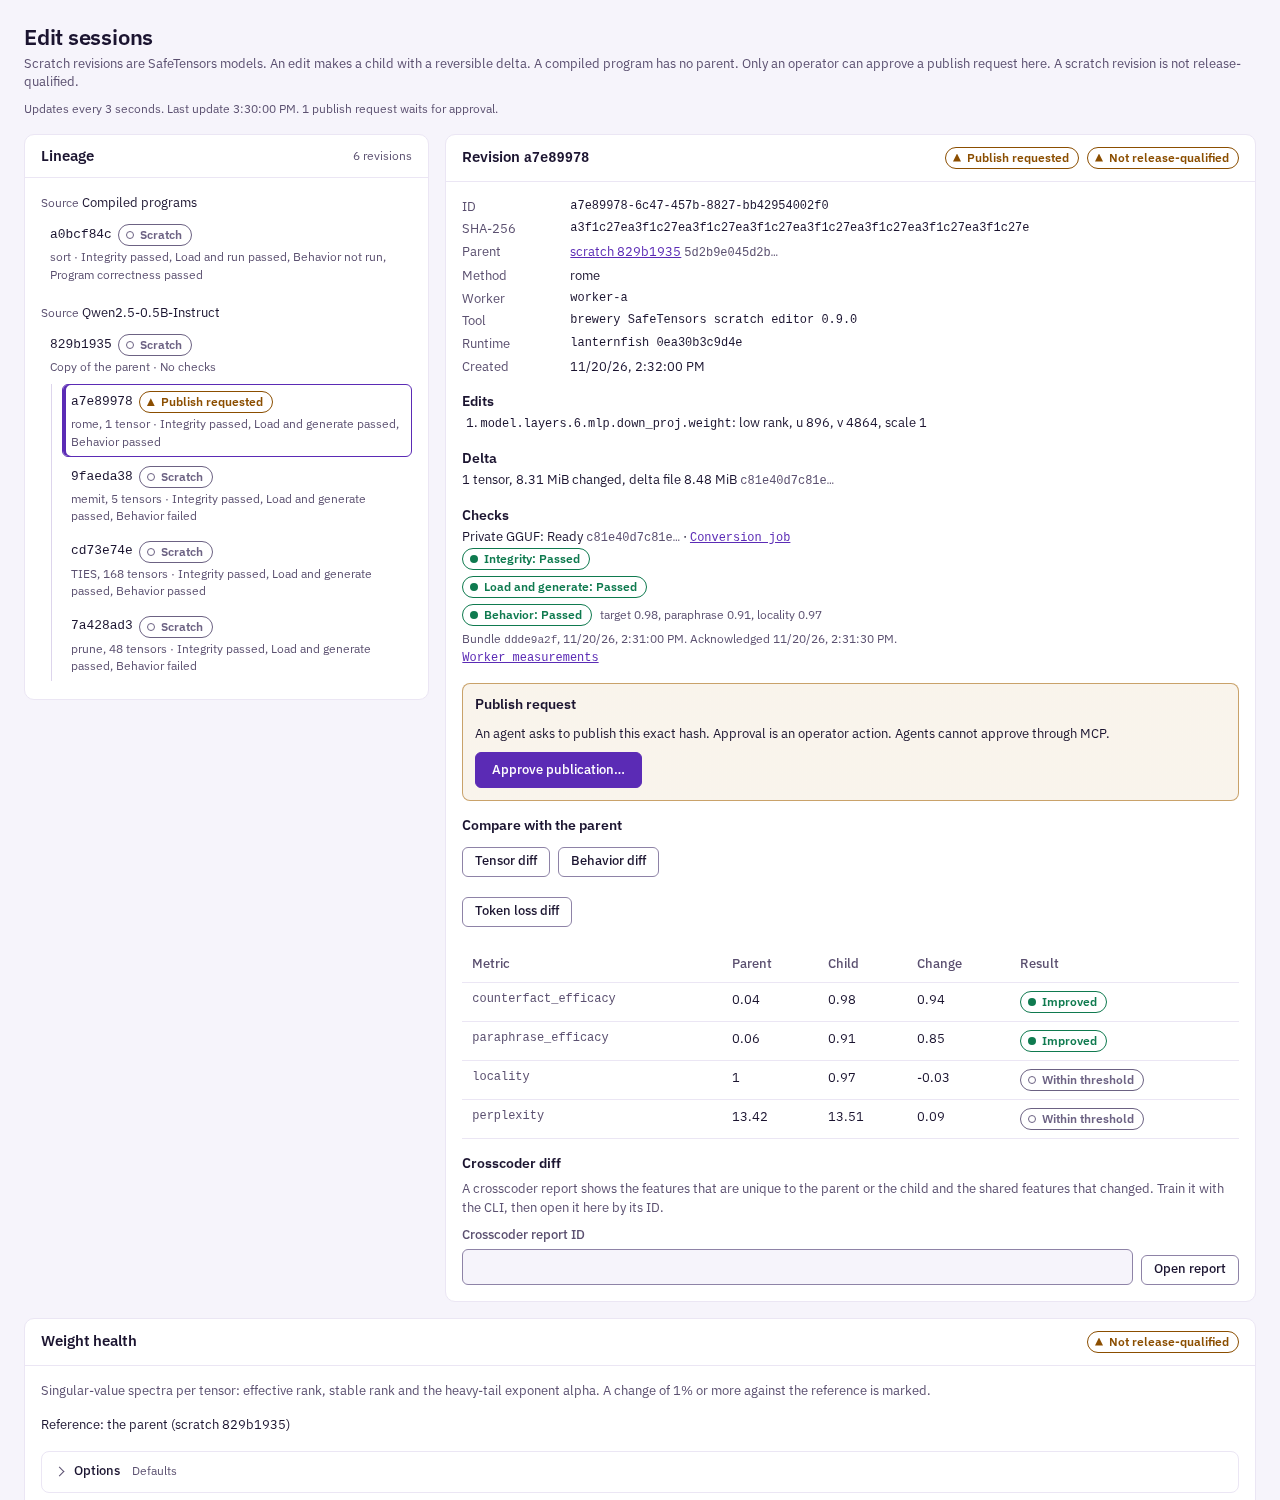 Edit sessions
Scratch revisions are SafeTensors models. An edit makes a child with a reversible delta. A compiled program has no parent. Only an operator can approve a publish request here. A scratch revision is not release-
qualified.
Updates every 3 seconds. Last update 3:30:00 PM. 1 publish request waits for approval.
Lineage
6 revisions
Source Compiled programs
a0bcf84c Scratch
sort · Integrity passed, Load and run passed, Behavior not run,
Program correctness passed
Source Qwen2.5-0.5B-Instruct
829b1935 Scratch
Copy of the parent · No checks
a7e89978 Publish requested
rome, 1 tensor · Integrity passed, Load and generate passed,
Behavior passed
9faeda38 Scratch
memit, 5 tensors · Integrity passed, Load and generate
passed, Behavior failed
cd73e74e Scratch
TIES, 168 tensors · Integrity passed, Load and generate
passed, Behavior passed
7a428ad3 Scratch
prune, 48 tensors · Integrity passed, Load and generate
passed, Behavior failed
Revision a7e89978
Publish requested
Not release-qualified
ID a7e89978-6c47-457b-8827-bb42954002f0
SHA-256 a3f1c27ea3f1c27ea3f1c27ea3f1c27ea3f1c27ea3f1c27ea3f1c27ea3f1c27e
Parent scratch 829b1935 5d2b9e045d2b…
Method rome
Worker worker-a
Tool brewery SafeTensors scratch editor 0.9.0
Runtime lanternfish 0ea30b3c9d4e
Created 11/20/26, 2:32:00 PM
Edits
1. model.layers.6.mlp.down_proj.weight: low rank, u 896, v 4864, scale 1
Delta
1 tensor, 8.31 MiB changed, delta file 8.48 MiB c81e40d7c81e…
Checks
Private GGUF: Ready c81e40d7c81e… · Conversion job
Integrity: Passed
Load and generate: Passed
Behavior: Passed target 0.98, paraphrase 0.91, locality 0.97
Bundle ddde9a2f, 11/20/26, 2:31:00 PM. Acknowledged 11/20/26, 2:31:30 PM.
Worker measurements
Publish request
An agent asks to publish this exact hash. Approval is an operator action. Agents cannot approve through MCP.
Approve publication…
Compare with the parent
Tensor diff Behavior diff
Token loss diff
Metric Parent Child Change Result
counterfact_efficacy 0.04 0.98 0.94 Improved
paraphrase_efficacy 0.06 0.91 0.85 Improved
locality 1 0.97 -0.03 Within threshold
perplexity 13.42 13.51 0.09 Within threshold
Crosscoder diff
A crosscoder report shows the features that are unique to the parent or the child and the shared features that changed. Train it with
the CLI, then open it here by its ID.
Crosscoder report ID
Open report
Weight health
Not release-qualified
Singular-value spectra per tensor: effective rank, stable rank and the heavy-tail exponent alpha. A change of 1% or more against the reference is marked.
Reference: the parent (scratch 829b1935)
Options Defaults